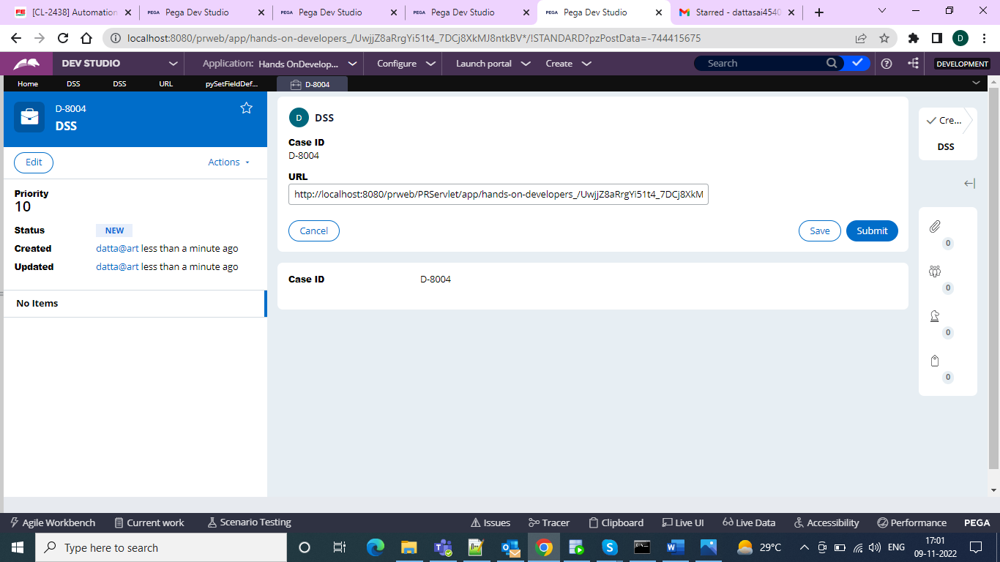 [CL-2438] Automation
PEGA Pega Dev Studio
PEGA Pega Dev Studio
PEGA Pega Dev Studio
PEGA Pega Dev Studio
Starred - dattasai4540
localhost:8080/prweb/app/hands-on-developers_/UwjjZ8aRrgYi51t4_7DCj8XkMJ8ntkBV*/!STANDARD?pzPostData=-744415675
D
DEV STUDIO
Application: Hands OnDevelop...
Configure
Launch portal
Create
Search
DEVELOPMENT
Home
DSS
DSS
URL
pySetFieldDef...
D-8004
D-8004
DSS
Edit
Actions
Priority
10
Status NEW
Created datta@art less than a minute ago
Updated datta@art less than a minute ago
No Items
D DSS
Case ID
D-8004
URL
http://localhost:8080/prweb/PRServlet/app/hands-on-developers_/UwjjZ8aRrgYi51t4_7DCj8XkM
Cancel
Save
Submit
Case ID D-8004
Cre...
DSS
0
0
0
0
Agile Workbench
Current work
Scenario Testing
Issues
Tracer
Clipboard
Live UI
Live Data
Accessibility
Performance
PEGA
Type here to search
29°C
ENG
17:01
09-11-2022